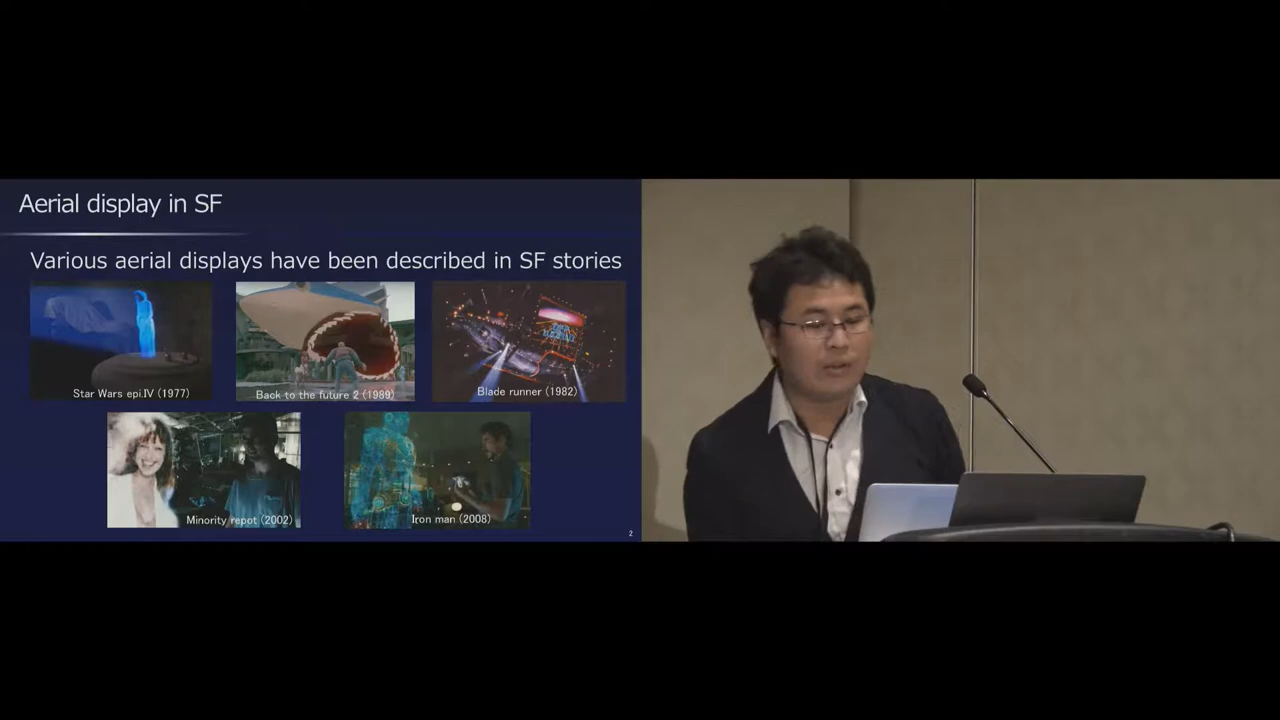 Aerial display in SF
Various aerial displays have been described in SF stories
Star Wars epi.IV (1977)
Back to the future 2 (1989)
Blade runner (1982)
Minority repot (2002)
Iron man (2008)
2